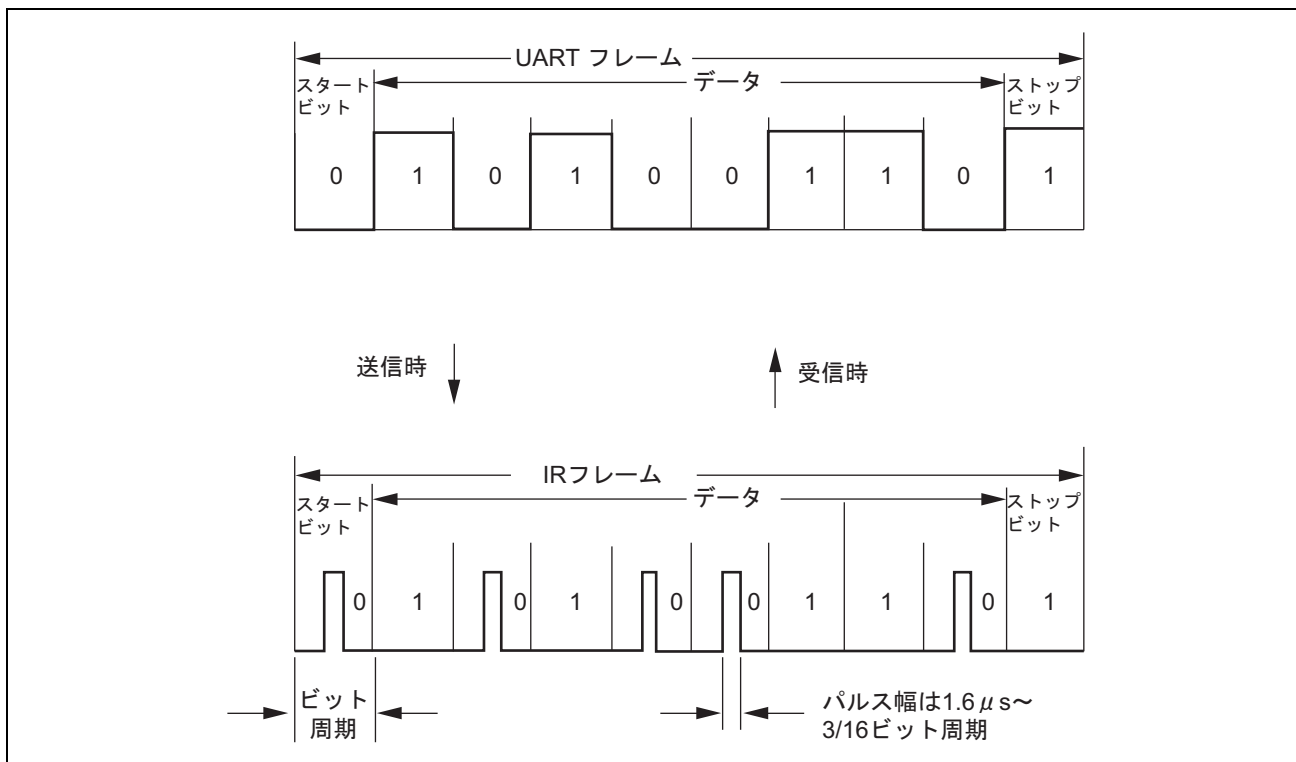 UART フレーム
スタート
ビット
データ
ストップ
ビット
0 1 0 1 0 0 1 1 0 1
送信時
受信時
IRフレーム
スタート
ビット
データ
ストップ
ビット
0 1 0 1 0 0 1 1 0 1
ビット
周期
パルス幅は1.6μs~
3/16ビット周期